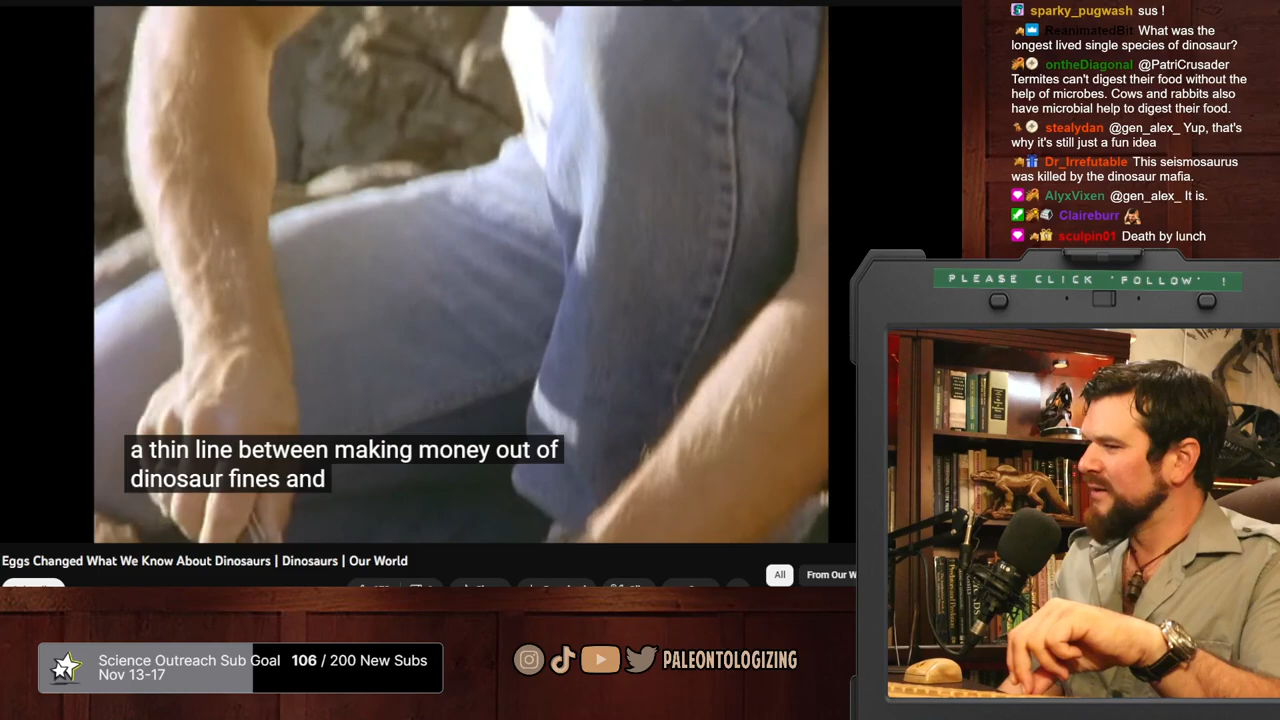 sparky_pugwash sus !
ReanimatedBit What was the
longest lived single species of dinosaur?
ontheDiagonal @PatriCrusader
Termites can't digest their food without the
help of microbes. Cows and rabbits also
have microbial help to digest their food.
stealydan @gen_alex_ Yup, that's
why it's still just a fun idea
Dr_Irrefutable This seismosaurus
was killed by the dinosaur mafia.
AlyxVixen @gen_alex_ It is.
Claireburr
sculpin01 Death by lunch
PLEASE CLICK 'FOLLOW' !
a thin line between making money out of
dinosaur fines and
Eggs Changed What We Know About Dinosaurs | Dinosaurs | Our World
All
From Our W
Science Outreach Sub Goal 106 / 200 New Subs
Nov 13-17
PALEONTOLOGIZING